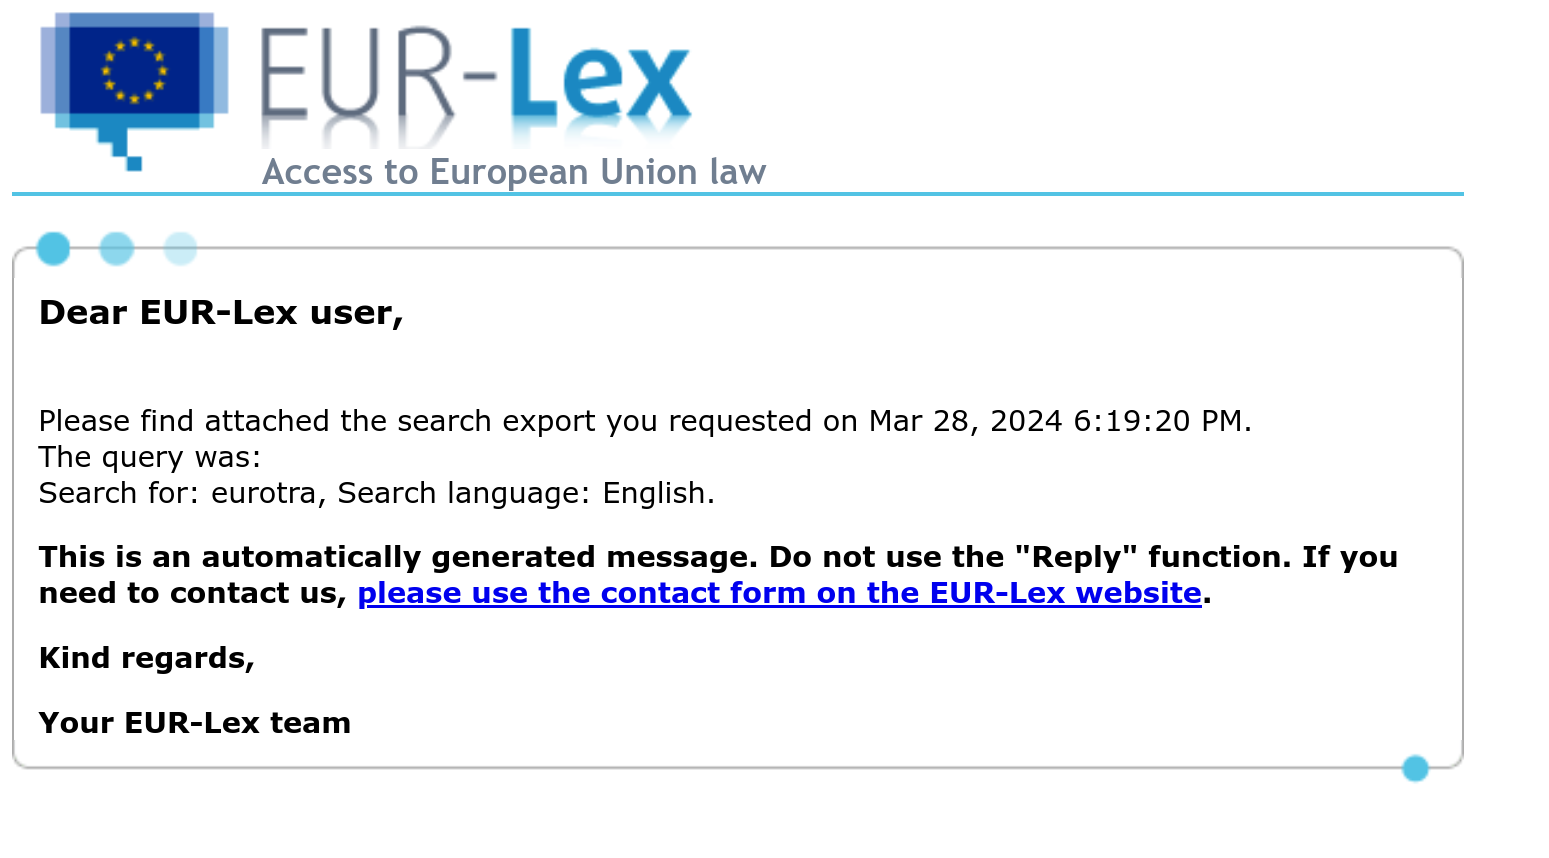 EUR-Lex
Access to European Union law
Dear EUR-Lex user,
Please find attached the search export you requested on Mar 28, 2024 6:19:20 PM.
The query was:
Search for: eurotra, Search language: English.
This is an automatically generated message. Do not use the "Reply" function. If you
need to contact us, please use the contact form on the EUR-Lex website.
Kind regards,
Your EUR-Lex team